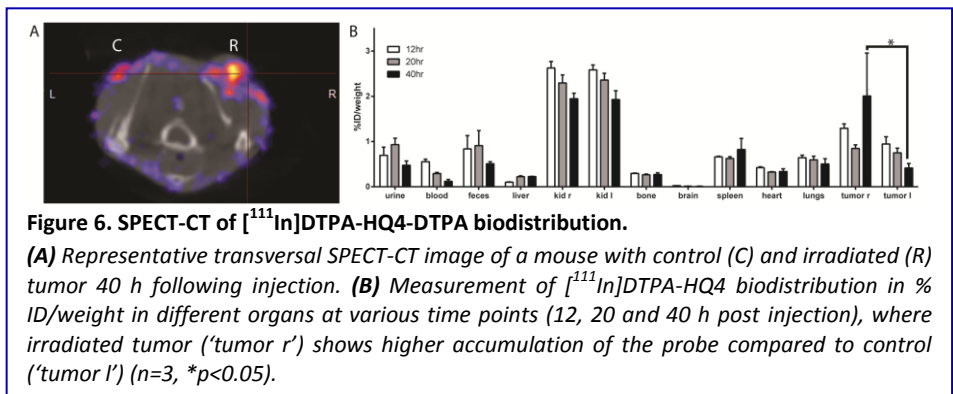 A
C
R
L
R
B
12hr
20hr
40hr
*
%ID/weight
3
2
1
0
urine blood feces liver kid r kid l bone brain spleen heart lungs tumor r tumor l
Figure 6. SPECT-CT of [¹¹¹In]DTPA-HQ4-DTPA biodistribution.
(A) Representative transversal SPECT-CT image of a mouse with control (C) and irradiated (R)
tumor 40 h following injection. (B) Measurement of [¹¹¹In]DTPA-HQ4 biodistribution in %
ID/weight in different organs at various time points (12, 20 and 40 h post injection), where
irradiated tumor (‘tumor r’) shows higher accumulation of the probe compared to control
(‘tumor l’) (n=3, *p<0.05).